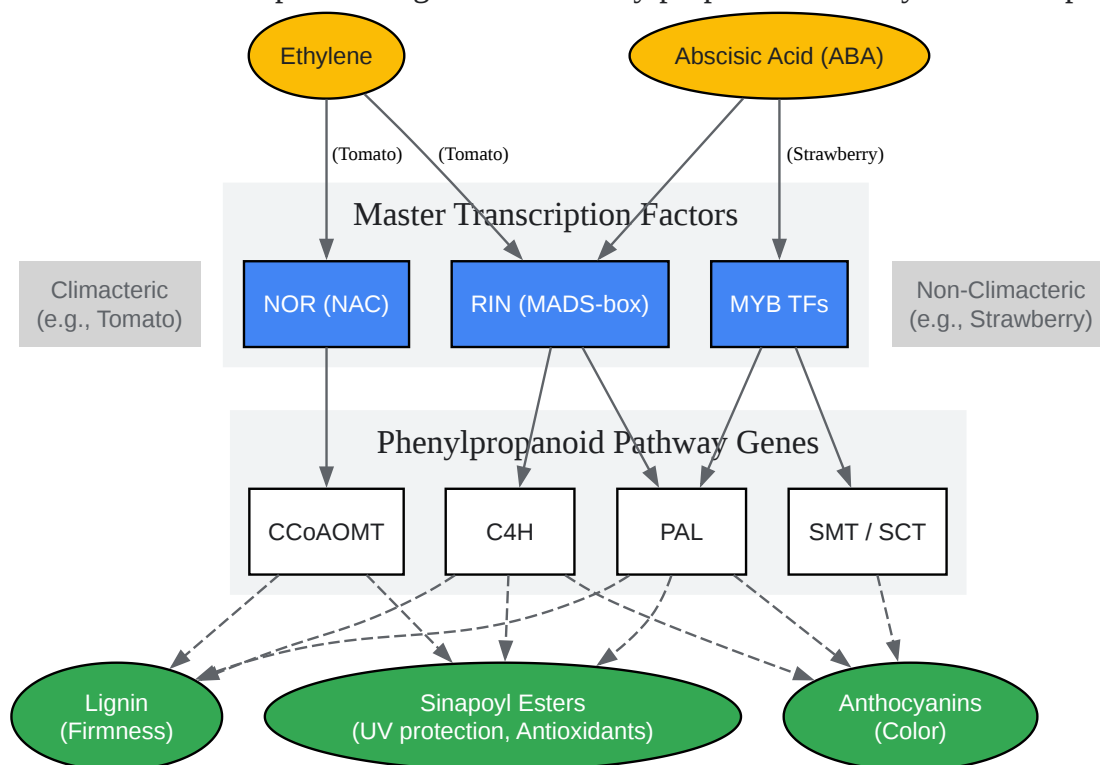 Ethylene
Abscisic Acid (ABA)
(Tomato)
(Tomato)
(Strawberry)
Master Transcription Factors
Climacteric
(e.g., Tomato)
NOR (NAC)
RIN (MADS-box)
MYB TFs
Non-Climacteric
(e.g., Strawberry)
Phenylpropanoid Pathway Genes
CCoAOMT
C4H
PAL
SMT / SCT
Lignin
(Firmness)
Sinapoyl Esters
(UV protection, Antioxidants)
Anthocyanins
(Color)